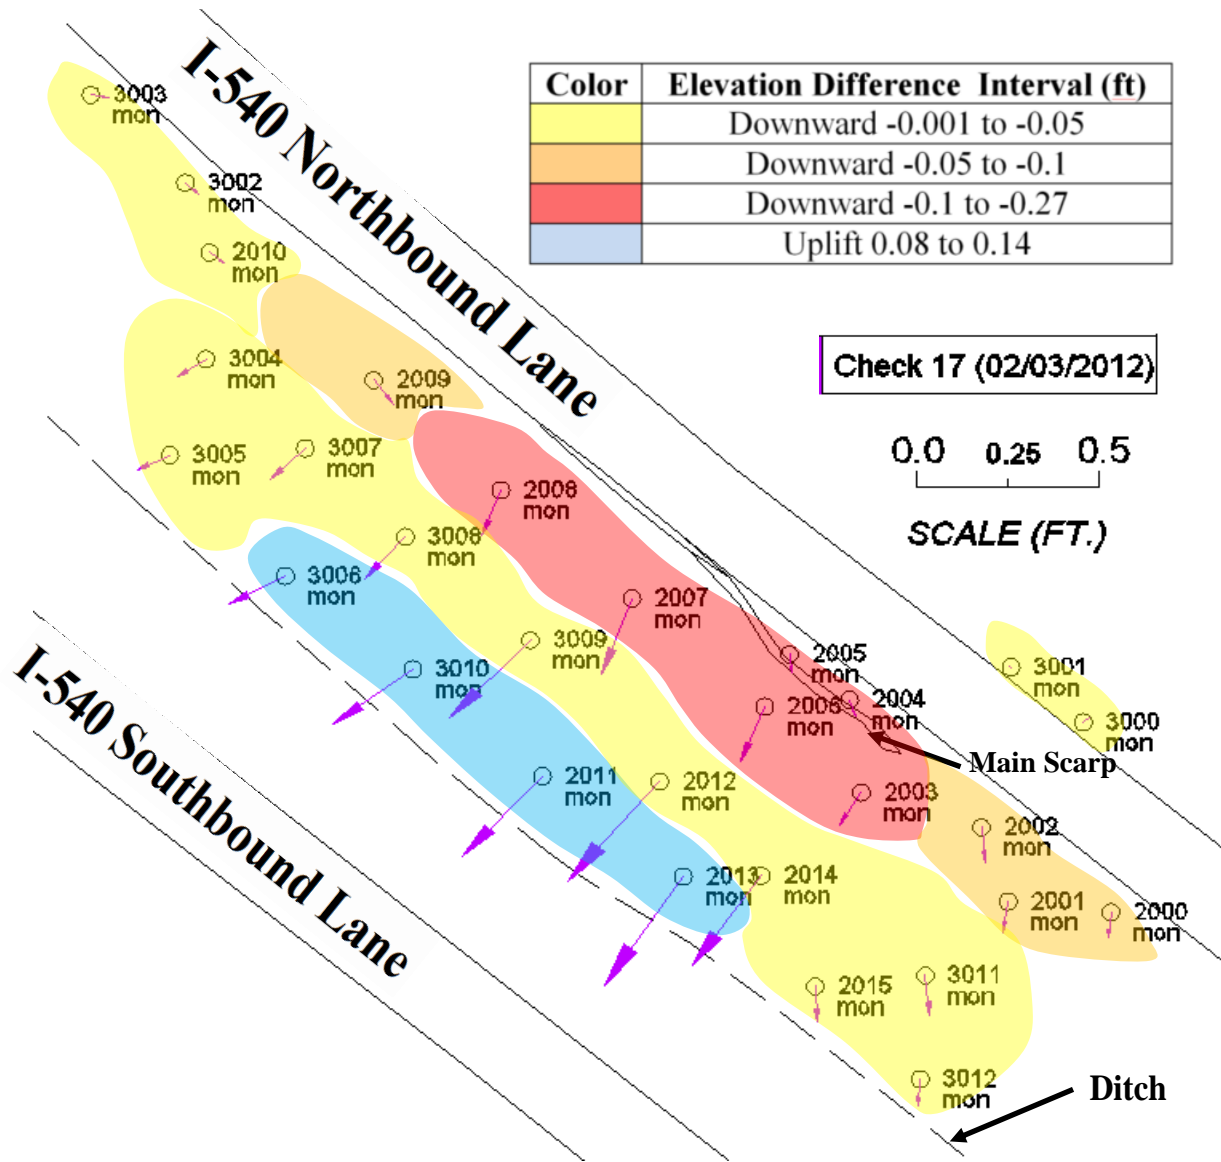 I-540 Northbound Lane
Color Elevation Difference Interval (ft)
Downward -0.001 to -0.05
Downward -0.05 to -0.1
Downward -0.1 to -0.27
Uplift 0.08 to 0.14
Check 17 (02/03/2012)
0.0 0.25 0.5
SCALE (FT.)
3003
mon
3002
mon
2010
mon
3004
mon
2009
mon
3005
mon
3007
mon
2008
mon
3008
mon
3006
mon
2007
mon
3009
mon
2005
mon
3001
mon
3010
mon
2006
mon
2004
mon
3000
mon
Main Scarp
2011
mon
2012
mon
2003
mon
2002
mon
2013
mon
2014
mon
2001
mon
2000
mon
2015
mon
3011
mon
3012
mon
Ditch
I-540 Southbound Lane